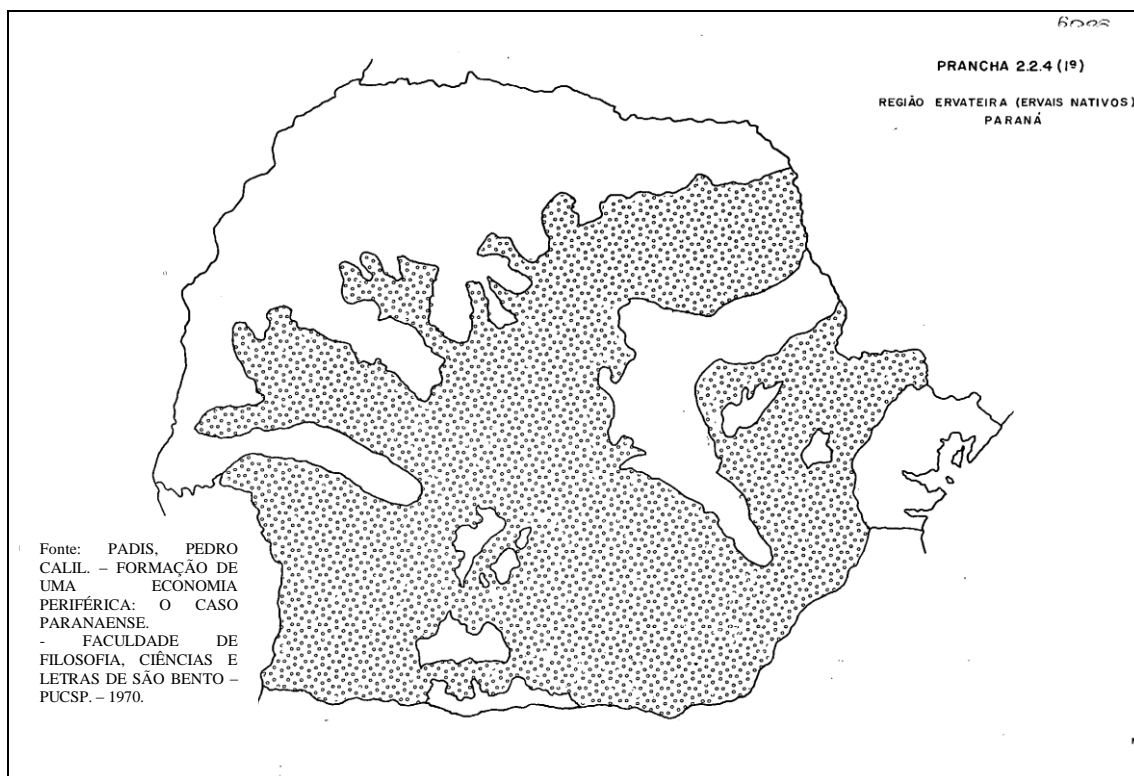 PRANCHA 2.2.4 (1º)
REGIÃO ERVATEIRA (ERVAIS NATIVOS)
PARANÁ
Fonte: PADIS, PEDRO
CALIL. – FORMAÇÃO DE
UMA ECONOMIA
PERIFÉRICA: O CASO
PARANAENSE.
- FACULDADE DE
FILOSOFIA, CIÊNCIAS E
LETRAS DE SÃO BENTO –
PUCSP. – 1970.